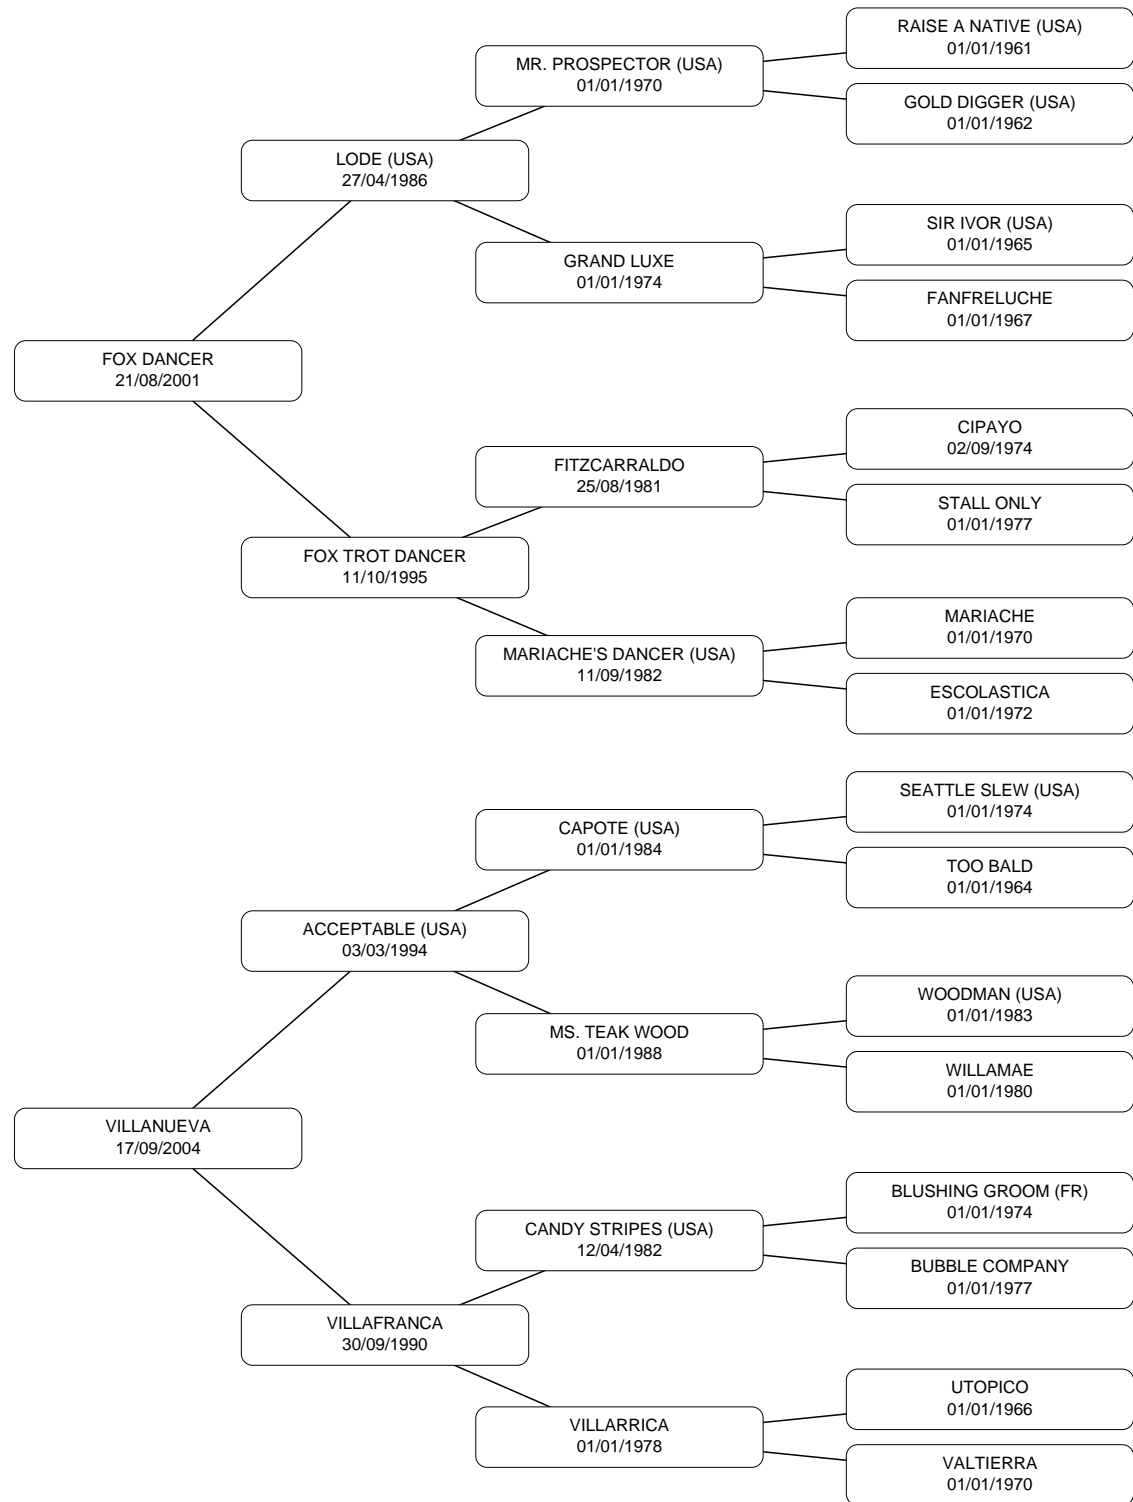 RAISE A NATIVE (USA)
01/01/1961
MR. PROSPECTOR (USA)
01/01/1970
GOLD DIGGER (USA)
01/01/1962
LODE (USA)
27/04/1986
SIR IVOR (USA)
01/01/1965
GRAND LUXE
01/01/1974
FANFRELUCHE
01/01/1967
FOX DANCER
21/08/2001
CIPAYO
02/09/1974
FITZCARRALDO
25/08/1981
STALL ONLY
01/01/1977
FOX TROT DANCER
11/10/1995
MARIACHE
01/01/1970
MARIACHE'S DANCER (USA)
11/09/1982
ESCOLASTICA
01/01/1972
SEATTLE SLEW (USA)
01/01/1974
CAPOTE (USA)
01/01/1984
TOO BALD
01/01/1964
ACCEPTABLE (USA)
03/03/1994
WOODMAN (USA)
01/01/1983
MS. TEAK WOOD
01/01/1988
WILLAMAE
01/01/1980
VILLANUEVA
17/09/2004
BLUSHING GROOM (FR)
01/01/1974
CANDY STRIPES (USA)
12/04/1982
BUBBLE COMPANY
01/01/1977
VILLAFRANCA
30/09/1990
UTOPICO
01/01/1966
VILLARRICA
01/01/1978
VALTIERRA
01/01/1970